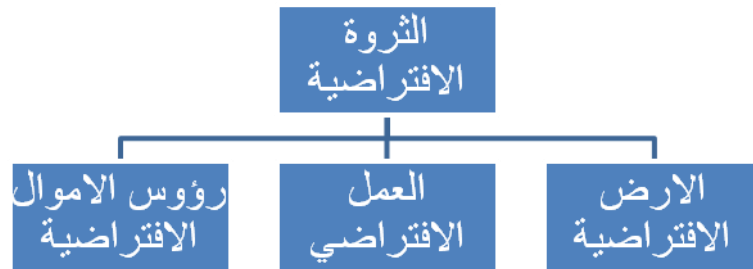 الثروة
الافتراضية
الارض
الافتراضية
العمل
الافتراضي
رؤوس الاموال
الافتراضية